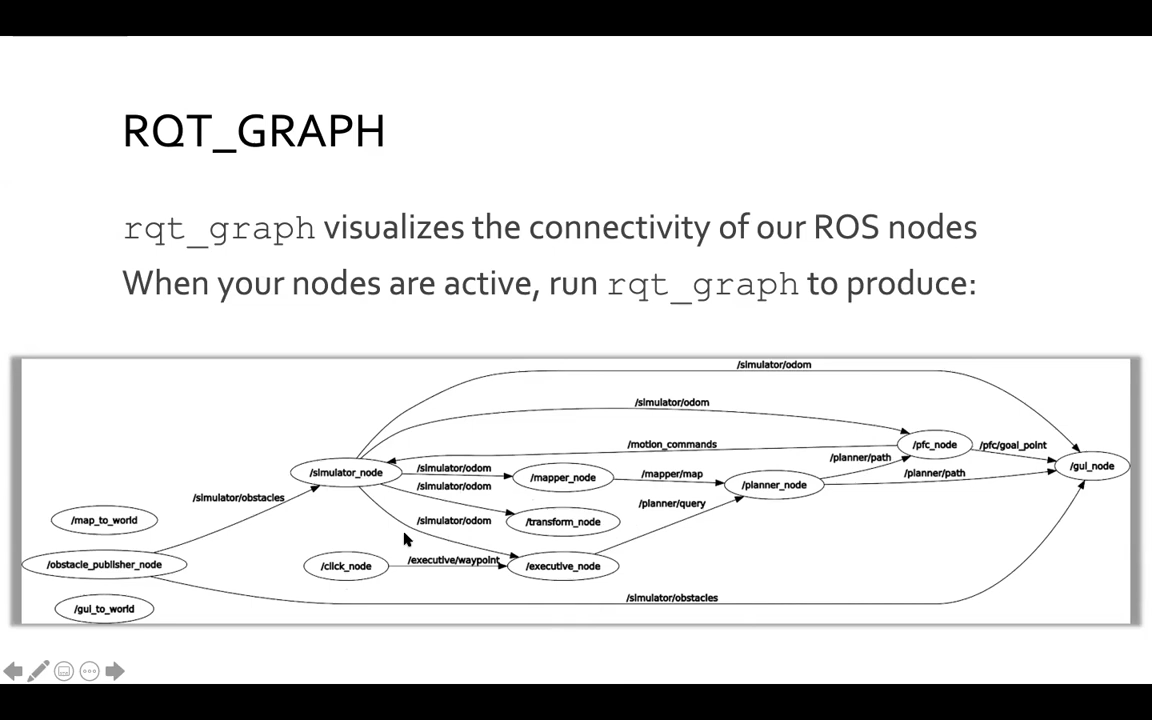 RQT_GRAPH
rqt_graph visualizes the connectivity of our ROS nodes
When your nodes are active, run rqt_graph to produce:
/simulator/odom
/simulator/odom
/motion_commands
/pfc_node
/pfc/goal_point
/planner/path
/gui_node
/simulator_node
/simulator/odom
/mapper_node
/mapper/map
/planner_node
/planner/path
/simulator/odom
/simulator/obstacles
/planner/query
/map_to_world
/simulator/odom
/transform_node
/obstacle_publisher_node
/click_node
/executive/waypoint
/executive_node
/simulator/obstacles
/gui_to_world